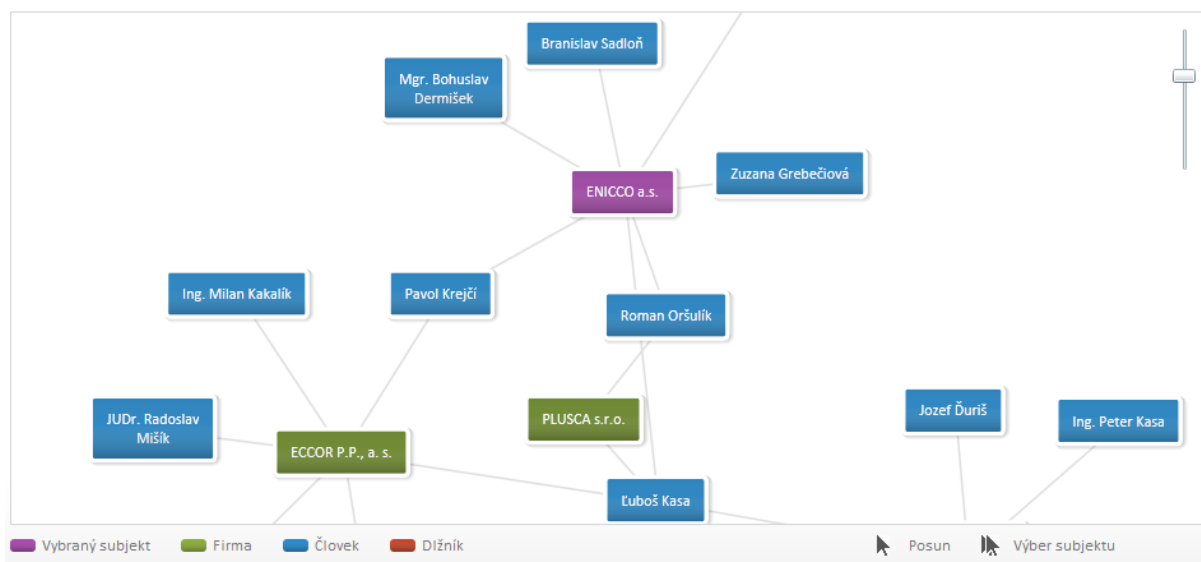 Branislav Sadloň
Mgr. Bohuslav
Dermišek
Zuzana Grebečiová
ENICCO a.s.
Ing. Milan Kakalík
Pavol Krejčí
Roman Oršulík
JUDr. Radoslav
Mišík
PLUSCA s.r.o.
Jozef Ďuriš
Ing. Peter Kasa
ECCOR P.P., a. s.
Ľuboš Kasa
Vybraný subjekt
Firma
Človek
Dlžník
Posun
Výber subjektu